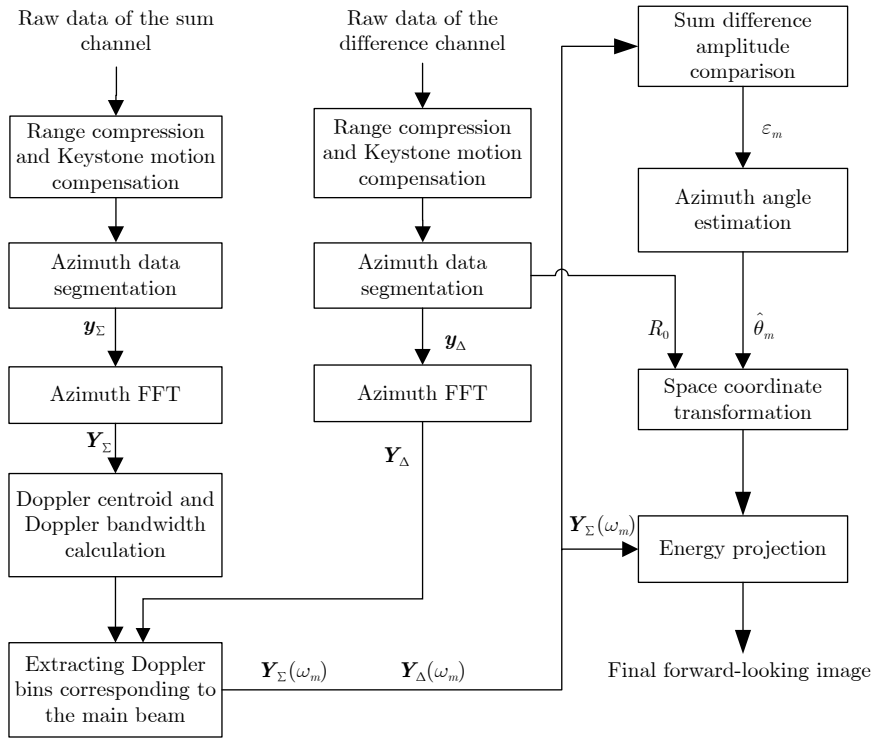 Raw data of the sum
channel
Range compression
and Keystone motion
compensation
Azimuth data
segmentation
y_Σ
Azimuth FFT
Y_Σ
Doppler centroid and
Doppler bandwidth
calculation
Extracting Doppler
bins corresponding to
the main beam
Raw data of the
difference channel
Range compression
and Keystone motion
compensation
Azimuth data
segmentation
y_Δ
Azimuth FFT
Y_Δ
Y_Σ(ω_m) Y_Δ(ω_m)
Sum difference
amplitude
comparison
ε_m
Azimuth angle
estimation
R_0 θ̂_m
Space coordinate
transformation
Y_Σ(ω_m)
Energy projection
Final forward-looking image